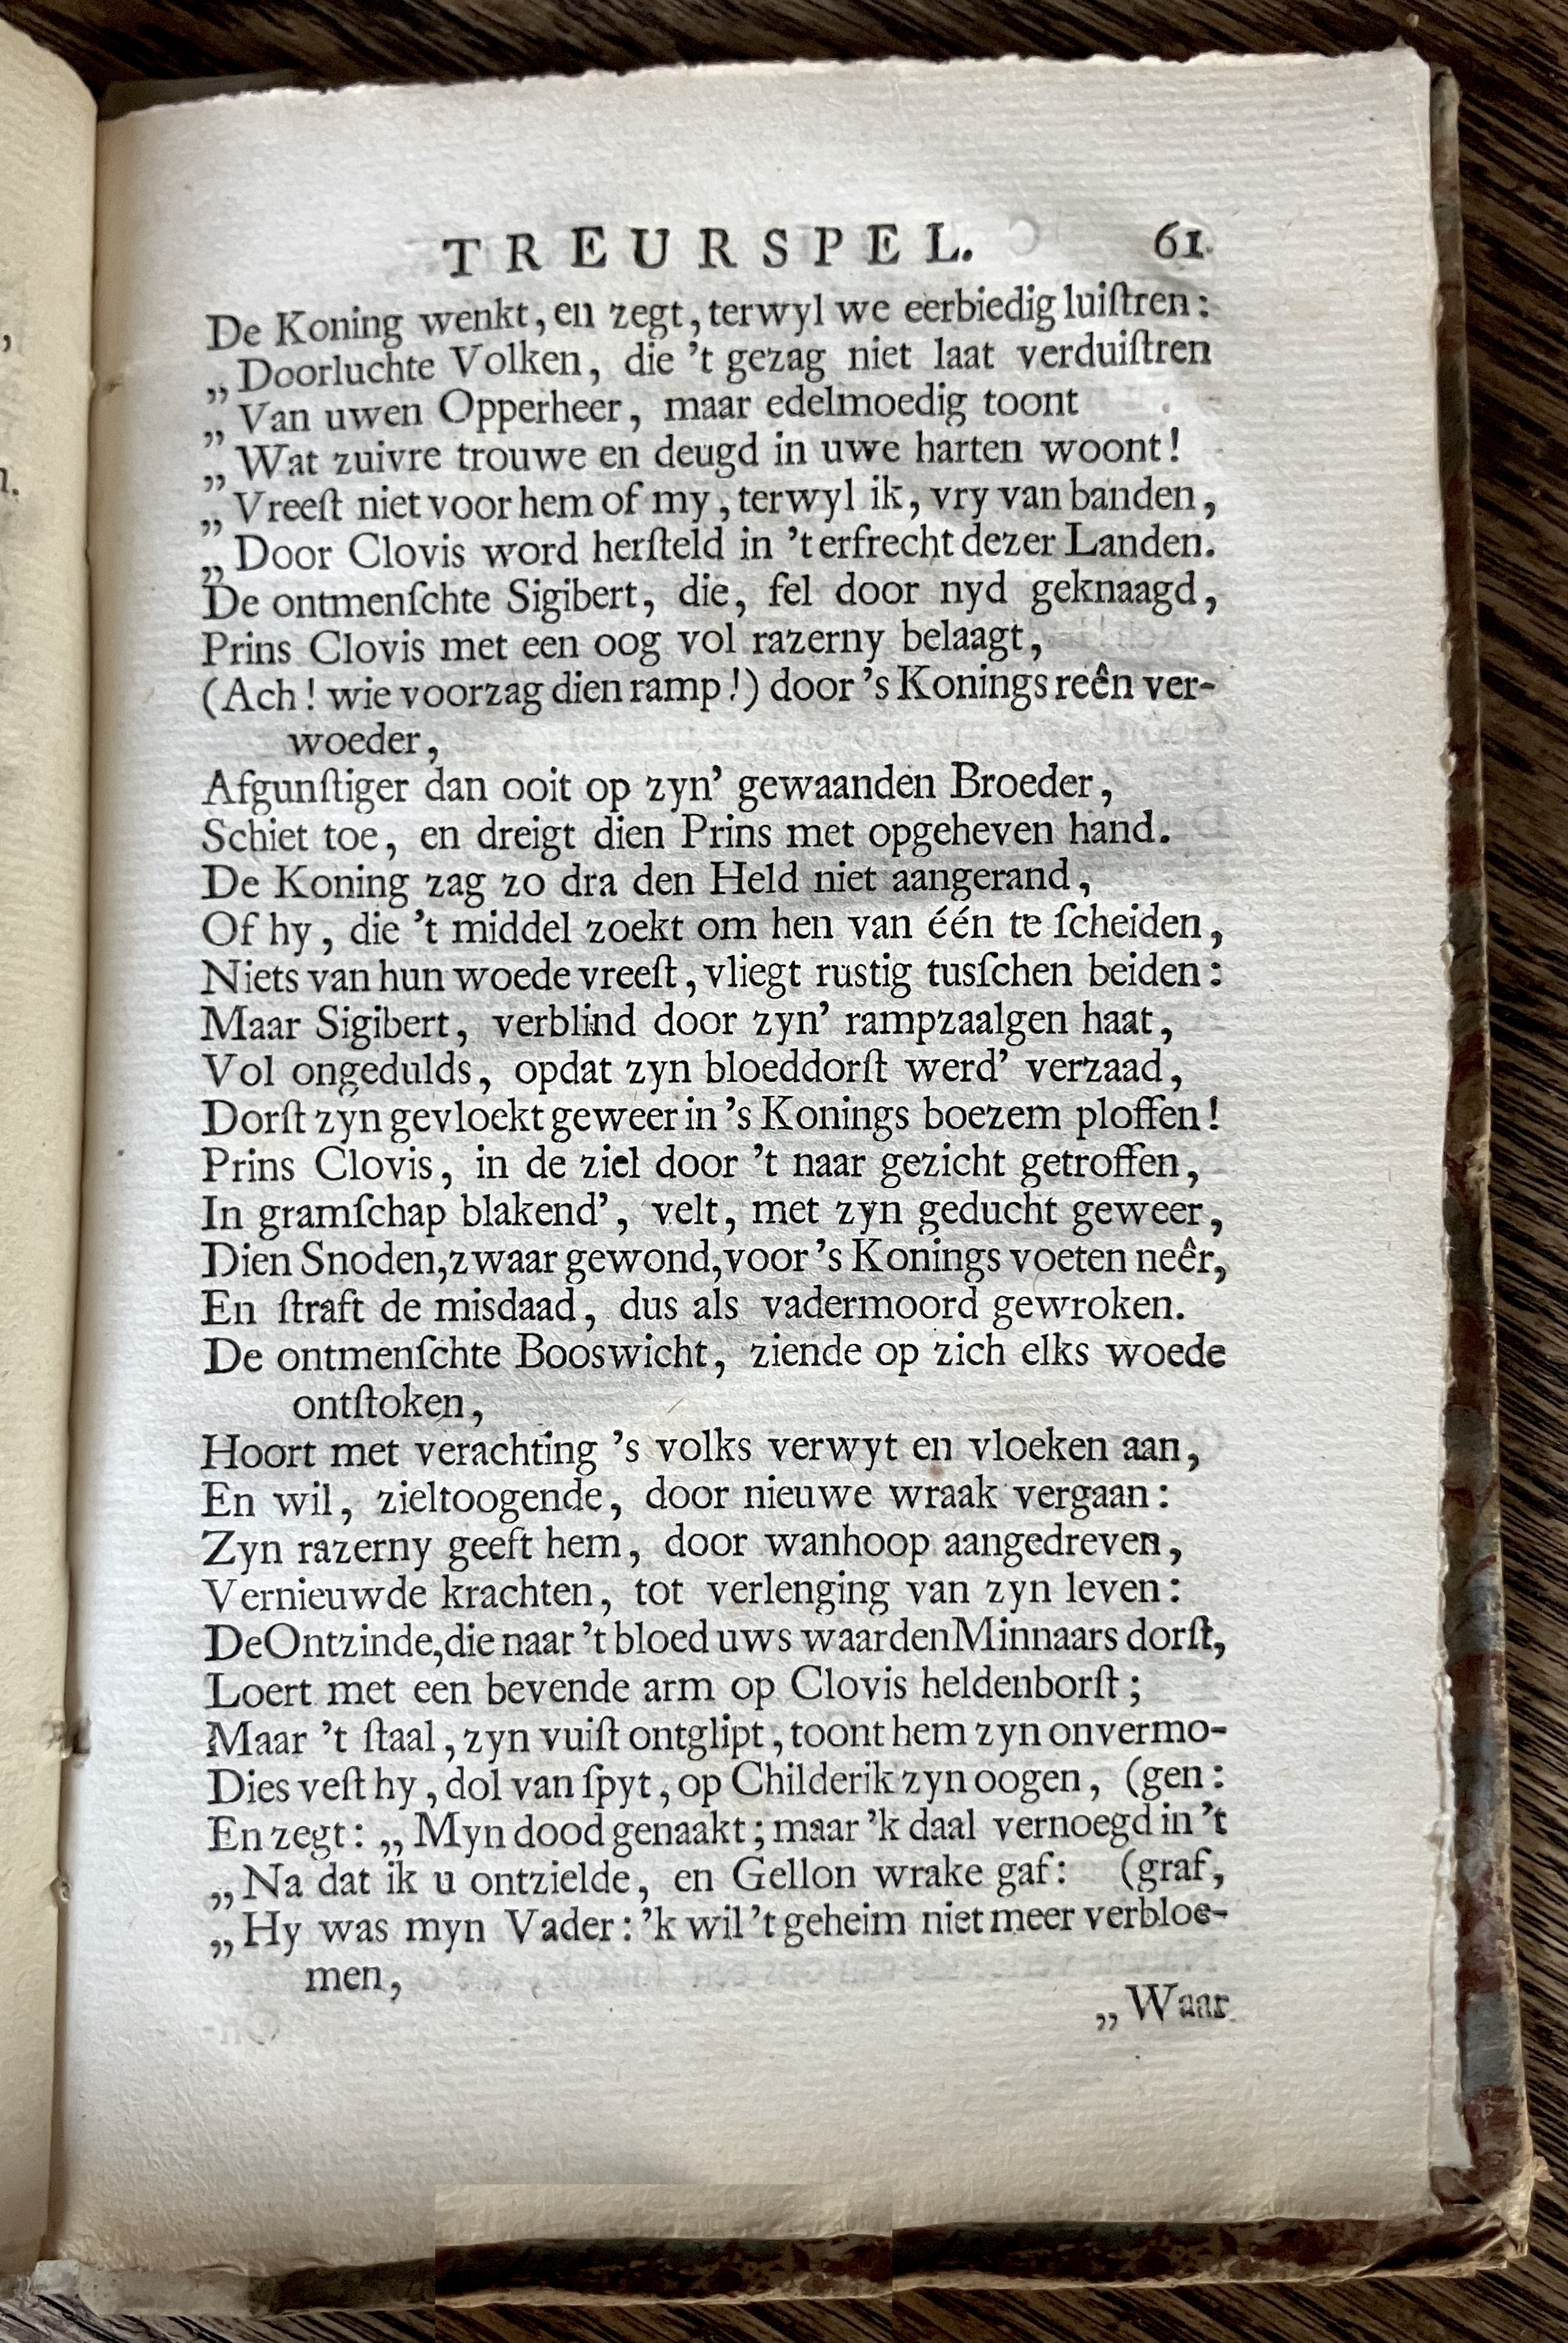 TREURSPEL. 61
De Koning wenkt, en zegt, terwyl we eerbiedig luiſtren:
„Doorluchte Volken, die ’t gezag niet laat verduiſtren
„Van uwen Opperheer, maar edelmoedig toont
„Wat zuivre trouwe en deugd in uwe harten woont!
„Vreeſt niet voor hem of my, terwyl ik, vry van banden,
„Door Clovis word herſteld in ’t erfrecht dezer Landen.
De ontmenſchte Sigibert, die, fel door nyd geknaagd,
Prins Clovis met een oog vol razerny belaagt,
(Ach! wie voorzag dien ramp!) door ’s Konings reên ver-
woeder,
Afgunſtiger dan ooit op zyn’ gewaanden Broeder,
Schiet toe, en dreigt dien Prins met opgeheven hand.
De Koning zag zo dra den Held niet aangerand,
Of hy, die ’t middel zoekt om hen van één te ſcheiden,
Niets van hun woede vreeſt, vliegt rustig tusſchen beiden:
Maar Sigibert, verblind door zyn’ rampzaalgen haat,
Vol ongedulds, opdat zyn bloeddorſt werd’ verzaad,
Dorſt zyn gevloekt geweer in ’s Konings boezem ploffen!
Prins Clovis, in de ziel door ’t naar gezicht getroffen,
In gramſchap blakend’, velt, met zyn geducht geweer,
Dien Snoden, zwaar gewond, voor ’s Konings voeten neêr,
En ſtraft de misdaad, dus als vadermoord gewroken.
De ontmenſchte Booswicht, ziende op zich elks woede
ontſtoken,
Hoort met verachting ’s volks verwyt en vloeken aan,
En wil, zieltoogende, door nieuwe wraak vergaan:
Zyn razerny geeft hem, door wanhoop aangedreven,
Vernieuwde krachten, tot verlenging van zyn leven:
De Ontzinde, die naar ’t bloed uws waarden Minnaars dorſt,
Loert met een bevende arm op Clovis heldenborſt;
Maar ’t ſtaal, zyn vuiſt ontglipt, toont hem zyn onvermo-
Dies veſt hy, dol van ſpyt, op Childerik zyn oogen, (gen:
En zegt: „Myn dood genaakt; maar ’k daal vernoegd in ’t
„Na dat ik u ontzielde, en Gellon wrake gaf: (graf,
„Hy was myn Vader: ’k wil ’t geheim niet meer verbloe-
men,
„Waar